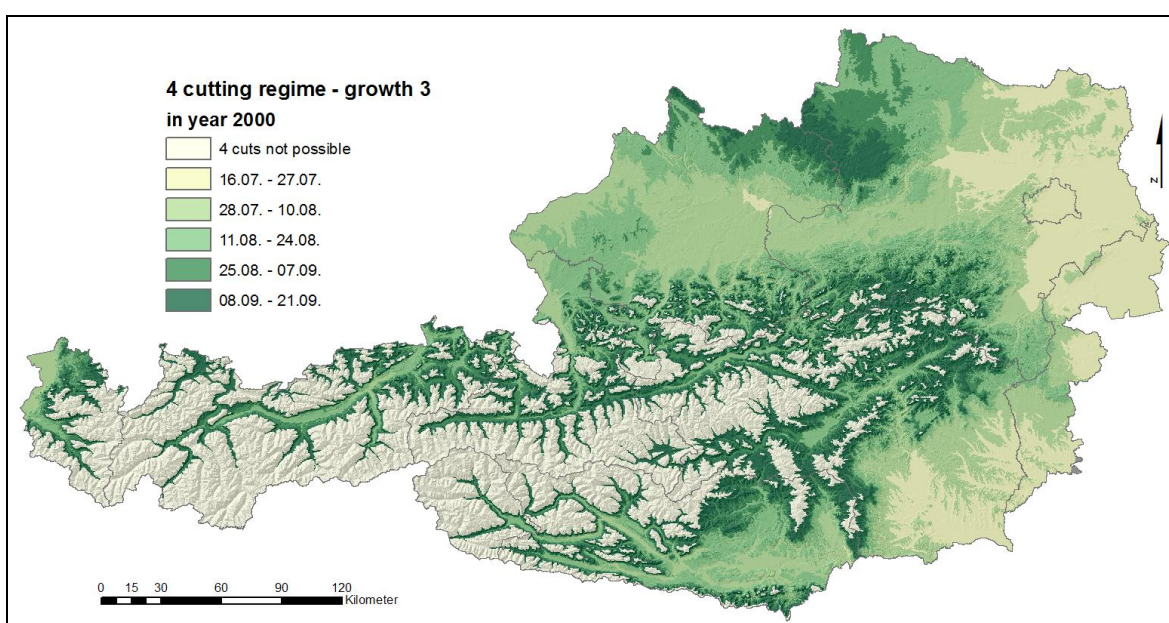 4 cutting regime - growth 3
in year 2000
4 cuts not possible
16.07. - 27.07.
28.07. - 10.08.
11.08. - 24.08.
25.08. - 07.09.
08.09. - 21.09.
N
0 15 30 60 90 120
Kilometer